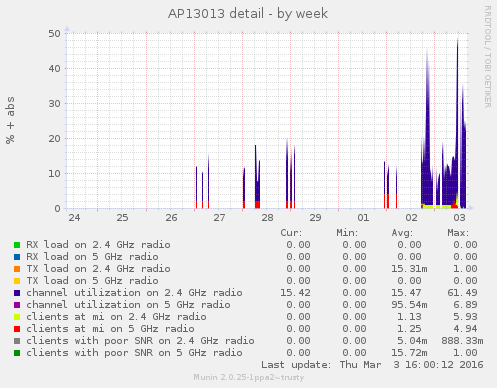 AP13013 detail - by week
RRDTOOL / TOBI OETIKER
% + abs
50
40
30
20
10
0
24 25 26 27 28 29 01 02 03
Cur: Min: Avg: Max:
RX load on 2.4 GHz radio 0.00 0.00 0.00 0.00
RX load on 5 GHz radio 0.00 0.00 0.00 0.00
TX load on 2.4 GHz radio 0.00 0.00 15.31m 1.00
TX load on 5 GHz radio 0.00 0.00 0.00 0.00
channel utilization on 2.4 GHz radio 15.42 0.00 15.47 61.49
channel utilization on 5 GHz radio 0.00 0.00 95.54m 6.89
clients at mi on 2.4 GHz radio 0.00 0.00 1.13 5.93
clients at mi on 5 GHz radio 0.00 0.00 1.25 4.94
clients with poor SNR on 2.4 GHz radio 0.00 0.00 5.04m 888.33m
clients with poor SNR on 5 GHz radio 0.00 0.00 15.72m 1.00
Last update: Thu Mar 3 16:00:12 2016
Munin 2.0.25-1ppa2~trusty